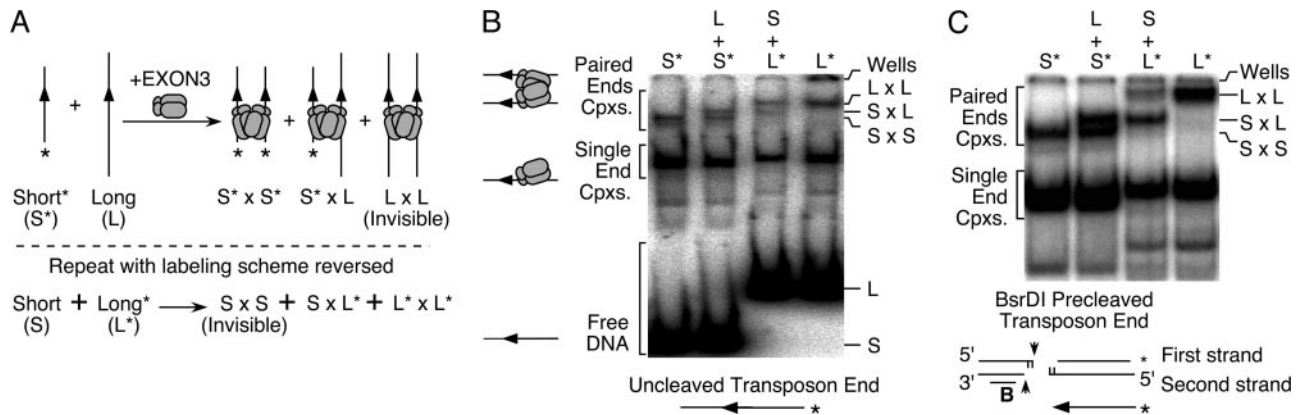 A
+EXON3
+
+
+
*
*
*
*
Short*
(S*)
Long
(L)
S* x S*
S* x L
L x L
(Invisible)
Repeat with labeling scheme reversed
Short + Long* S x S + S x L* + L* x L*
(S) (L*) (Invisible)
B
L S
+ +
S* S* L* L*
Paired
Ends
Cpxs.
Single
End
Cpxs.
Free
DNA
Wells
L x L
S x L
S x S
L
S
Uncleaved Transposon End
*
C
L S
+ +
S* S* L* L*
Paired
Ends
Cpxs.
Single
End
Cpxs.
Wells
L x L
S x L
S x S
BsrDI Precleaved
Transposon End
5' n u * First strand
3' B 5' Second strand
*